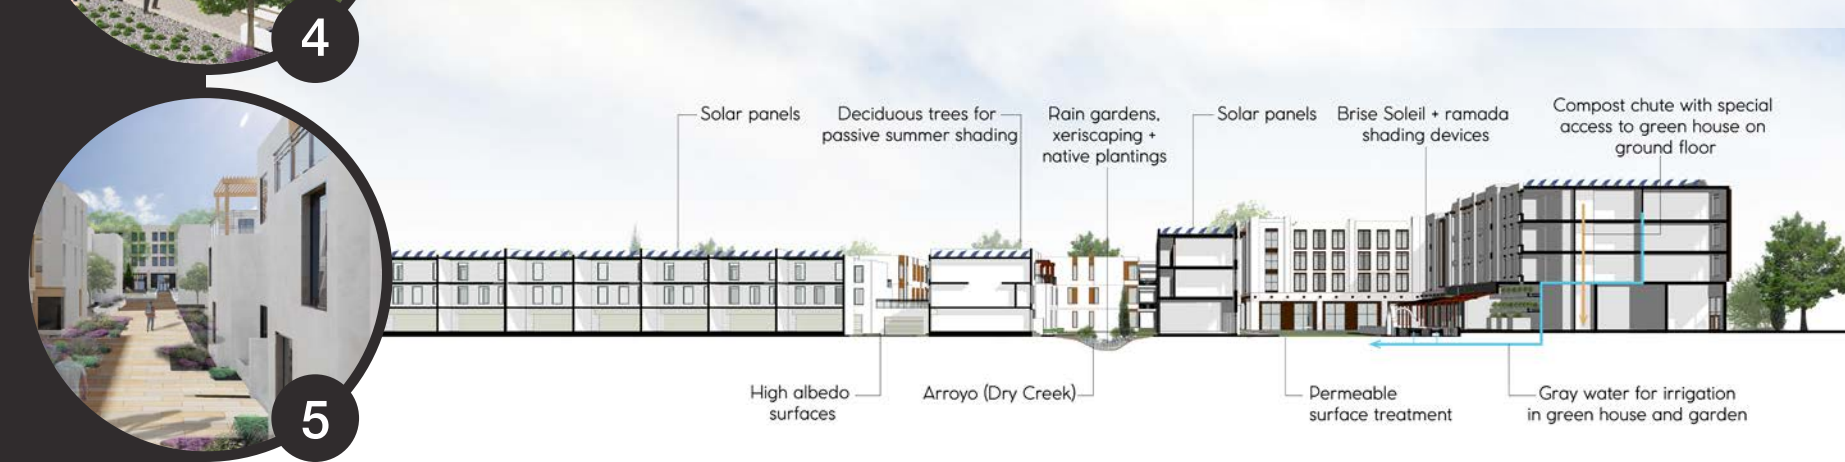 4
Solar panels
Deciduous trees for
passive summer shading
Rain gardens,
xeriscaping +
native plantings
Solar panels
Brise Soleil + ramada
shading devices
Compost chute with special
access to green house on
ground floor
High albedo
surfaces
Arroyo (Dry Creek)
Permeable
surface treatment
Gray water for irrigation
in green house and garden
5